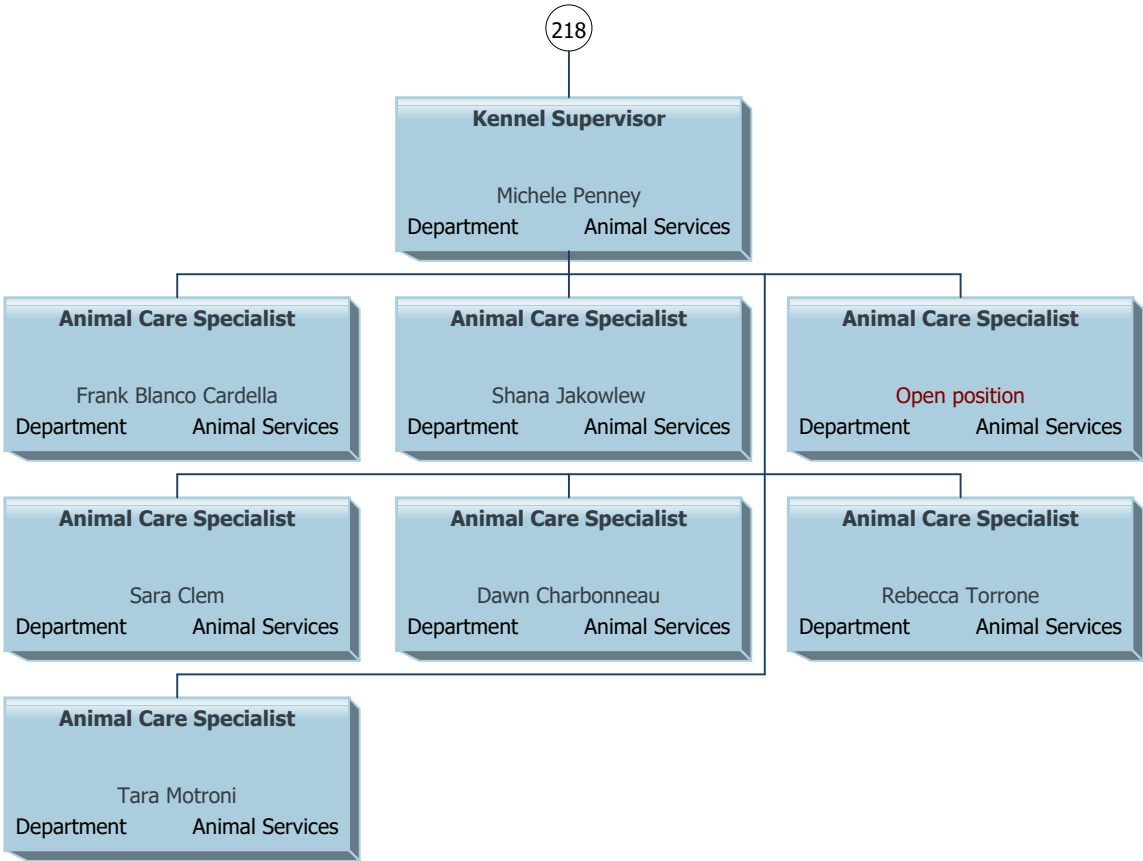 218
Kennel Supervisor
Michele Penney
Department Animal Services
Animal Care Specialist
Frank Blanco Cardella
Department Animal Services
Animal Care Specialist
Shana Jakowlew
Department Animal Services
Animal Care Specialist
Open position
Department Animal Services
Animal Care Specialist
Sara Clem
Department Animal Services
Animal Care Specialist
Dawn Charbonneau
Department Animal Services
Animal Care Specialist
Rebecca Torrone
Department Animal Services
Animal Care Specialist
Tara Motroni
Department Animal Services